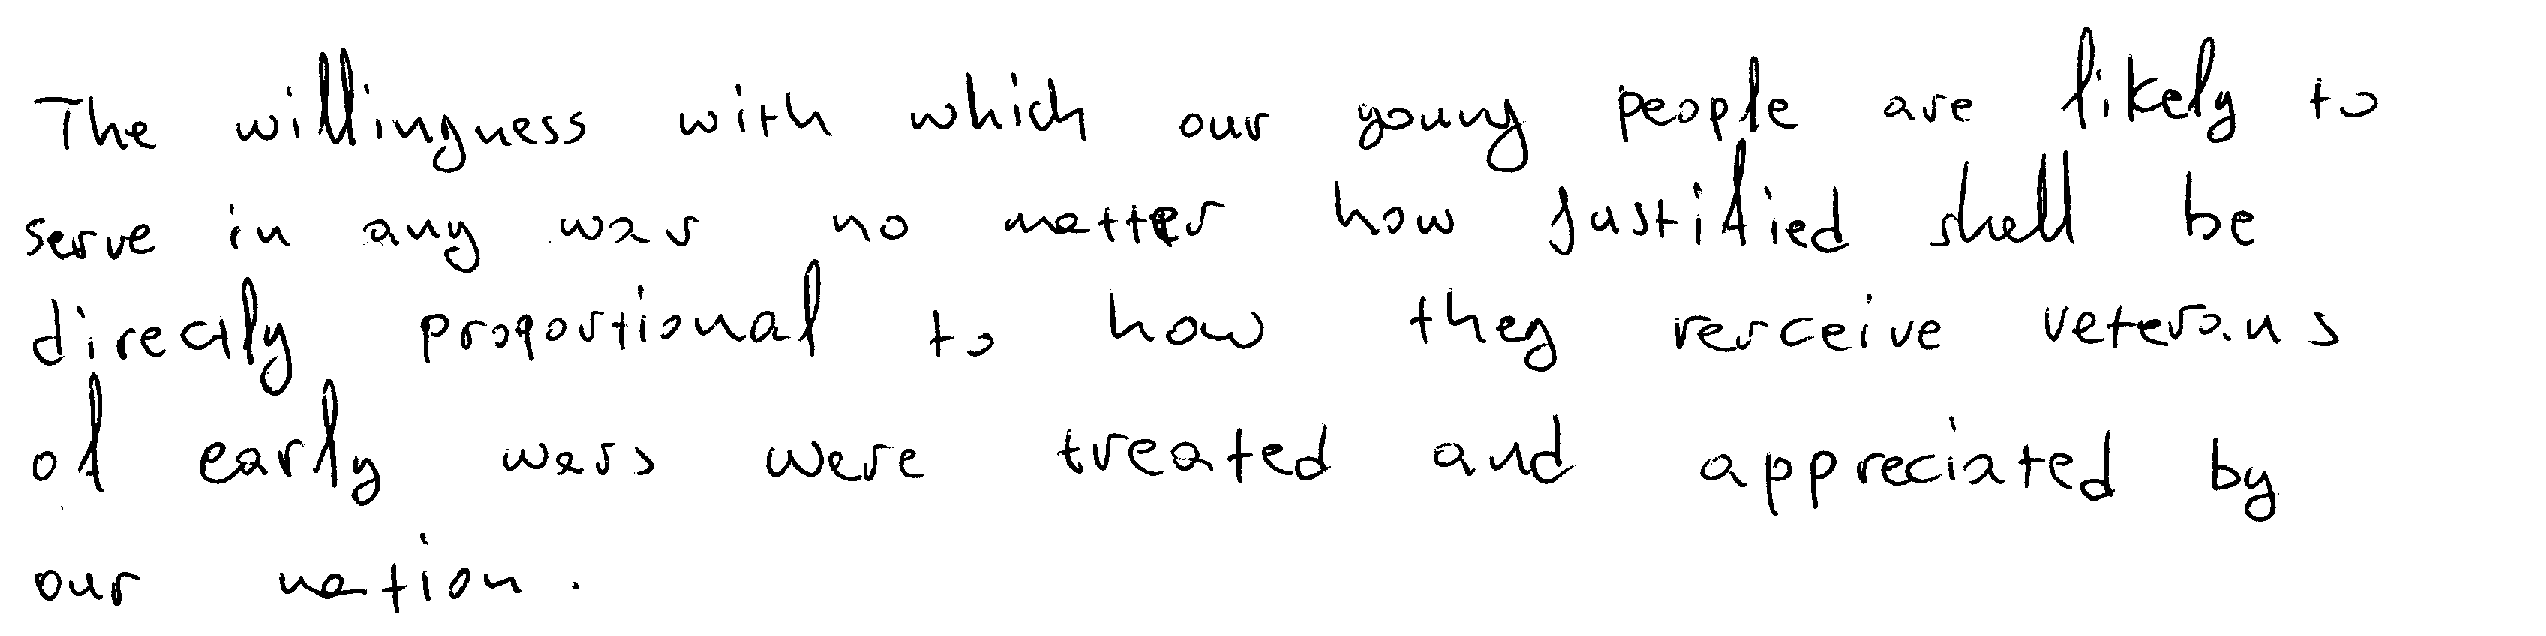 The willingness with which our young people are likely to
serve in any war no matter how justified shall be
directly proportional to how they perceive veterans
of early wars were treated and appreciated by
our nation.